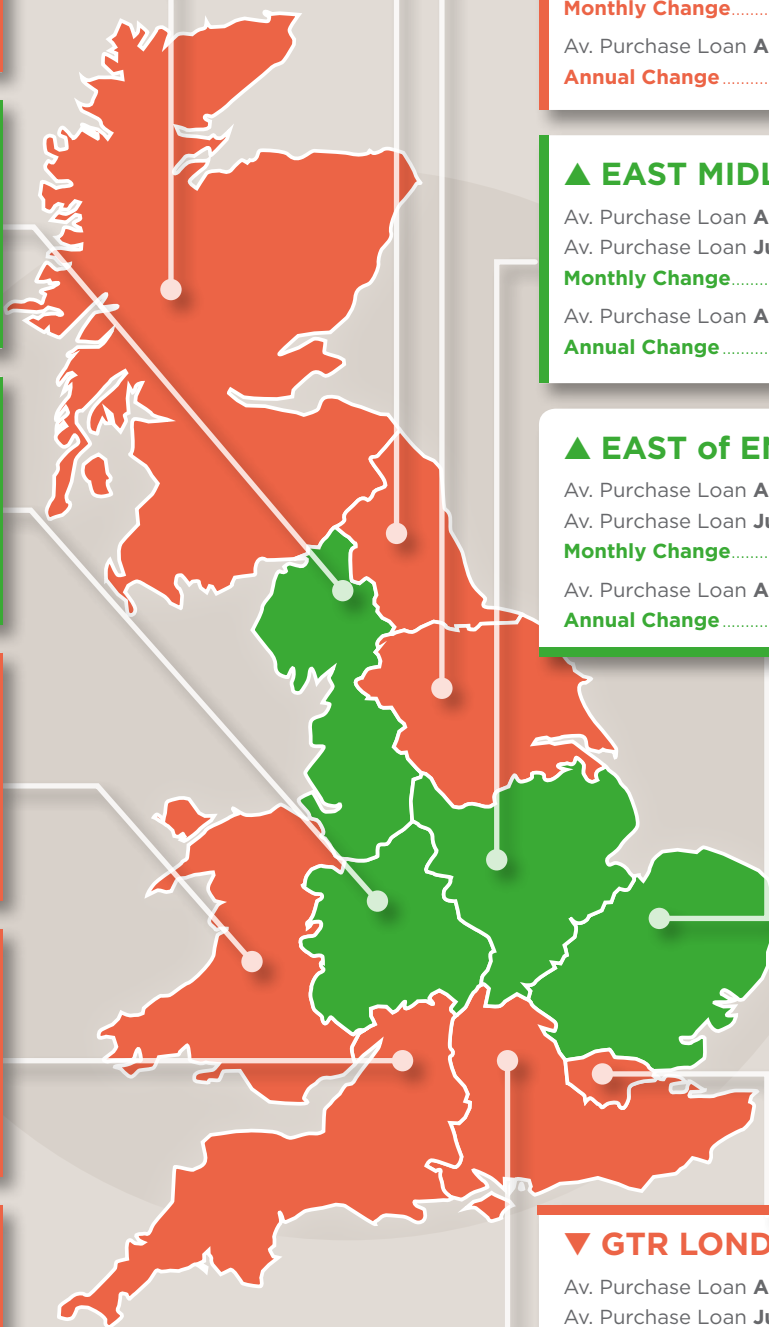 Monthly Change
Av. Purchase Loan A
Annual Change
▲ EAST MIDL
Av. Purchase Loan A
Av. Purchase Loan Ju
Monthly Change
Av. Purchase Loan A
Annual Change
▲ EAST of EN
Av. Purchase Loan A
Av. Purchase Loan Ju
Monthly Change
Av. Purchase Loan A
Annual Change
▼ GTR LOND
Av. Purchase Loan A
Av. Purchase Loan Ju